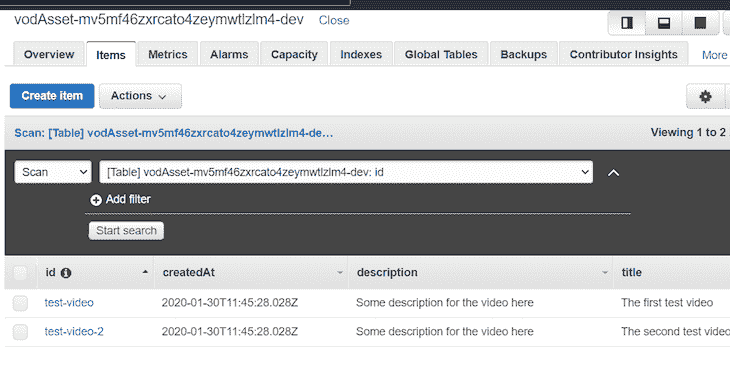 vodAsset-mv5mf46zxrcato4zeymwtlzlm4-dev Close
Overview Items Metrics Alarms Capacity Indexes Global Tables Backups Contributor Insights More
Create item Actions
Scan: [Table] vodAsset-mv5mf46zxrcato4zeymwtlzlm4-de… Viewing 1 to 2
Scan [Table] vodAsset-mv5mf46zxrcato4zeymwtlzlm4-dev: id
Add filter
Start search
id createdAt description title
test-video 2020-01-30T11:45:28.028Z Some description for the video here The first test video
test-video-2 2020-01-30T11:45:28.028Z Some description for the video here The second test video